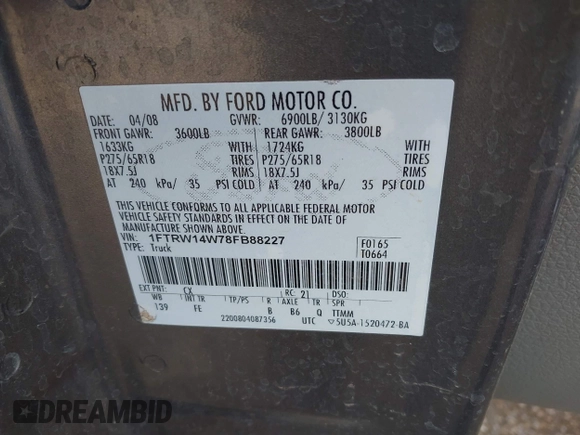 MFD. BY FORD MOTOR CO.
DATE: 04/08 GVWR: 6900LB/ 3130KG
FRONT GAWR: 3600LB REAR GAWR: 3800LB
1633KG WITH 1724KG WITH
P275/65R18 TIRES P275/65R18 TIRES
18X7.5J RIMS 18X7.5J RIMS
AT 240 kPa/ 35 PSI COLD AT 240 kPa/ 35 PSI COLD
THIS VEHICLE CONFORMS TO ALL APPLICABLE FEDERAL MOTOR
VEHICLE SAFETY STANDARDS IN EFFECT ON THE DATE OF
MANUFACTURE SHOWN ABOVE.
VIN: 1FTRW14W78FB88227 F0165
TYPE: Truck T0664
EXT PNT: CX RC: 21 DSO:
WB INT TR TP/PS R AXLE TR SPR
139 FE B B6 Q TTMM
2200804087356 UTC ▽5U5A-1520472-BA
DREAMBID